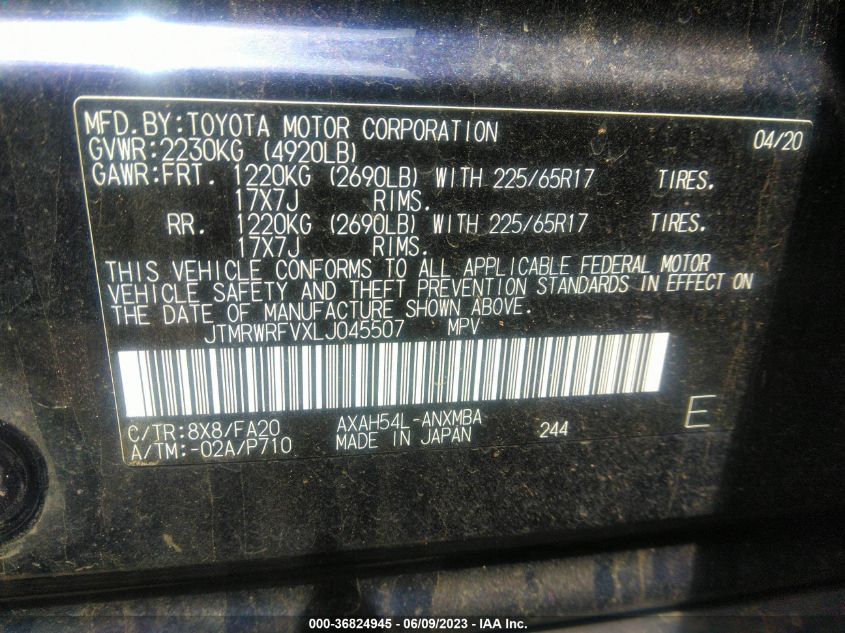 MFD.BY:TOYOTA MOTOR CORPORATION 04/20
GVWR:2230KG (4920LB)
GAWR:FRT. 1220KG (2690LB) WITH 225/65R17 TIRES.
17X7J RIMS.
RR. 1220KG (2690LB) WITH 225/65R17 TIRES.
17X7J RIMS.
THIS VEHICLE CONFORMS TO ALL APPLICABLE FEDERAL MOTOR
VEHICLE SAFETY AND THEFT PREVENTION STANDARDS IN EFFECT ON
THE DATE OF MANUFACTURE SHOWN ABOVE.
JTMRWRFVXLJ045507 MPV
C/TR:8X8/FA20 AXAH54L-ANXMBA 244 E
A/TM:-02A/P710 MADE IN JAPAN
000-36824945 - 06/09/2023 - IAA Inc.